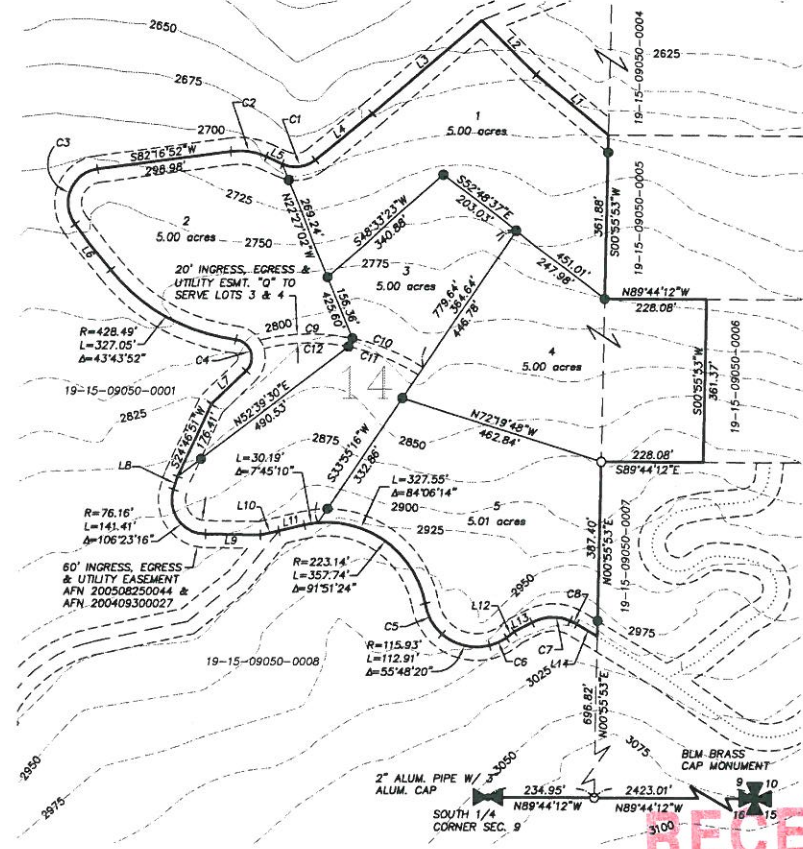 2650
2625
2675
2700
19-15-09050-0004
L2
L3
L1
L4
1
5.00 acres
C2
C1
L5
C3
S82°16'52"W
298.98'
2725
2
5.00 acres
2750
N22°27'02"W
269.24'
S48°33'23"W
340.88'
S52°48'37"E
203.03'
361.88'
S00°55'53"W
19-15-09050-0005
L6
20' INGRESS, EGRESS &
UTILITY ESMT. "Q" TO
SERVE LOTS 3 & 4
2775
3
5.00 acres
156.36'
425.60'
451.01'
247.98'
N89°44'12"W
228.08'
779.64'
364.64'
446.78'
R=428.49'
L=327.05'
Δ=43°43'52"
2800
C9
C12
C10
C11
C4
4
5.00 acres
S00°55'53"W
361.37'
19-15-09050-0006
14
L7
19-15-09050-0001
2825
N52°39'30"E
490.53'
S24°46'51"W
176.41'
N72°19'48"W
462.84'
2850
2875
S33°55'16"W
332.86'
228.08'
S89°44'12"E
L=30.19'
Δ=7°45'10"
L8
L=327.55'
Δ=84°06'14"
2900
R=76.16'
L=141.41'
Δ=106°23'16"
L10
L11
L9
5
5.01 acres
2925
387.40'
N00°55'53"E
19-15-09050-0007
R=223.14'
L=357.74'
Δ=91°51'24"
60' INGRESS, EGRESS
& UTILITY EASEMENT
AFN 200508250044 &
AFN 200409300027
2950
C5
L12
L13
C8
2975
R=115.93'
L=112.91'
Δ=55°48'20"
C6
C7
L14
19-15-09050-0008
3025
696.82'
N00°55'53"E
2950
2975
3050
3075
2" ALUM. PIPE W/ 3"
ALUM. CAP
BLM BRASS
CAP MONUMENT
234.95'
N89°44'12"W
2423.01'
N89°44'12"W
9 10
16 15
SOUTH 1/4
CORNER SEC. 9
3100